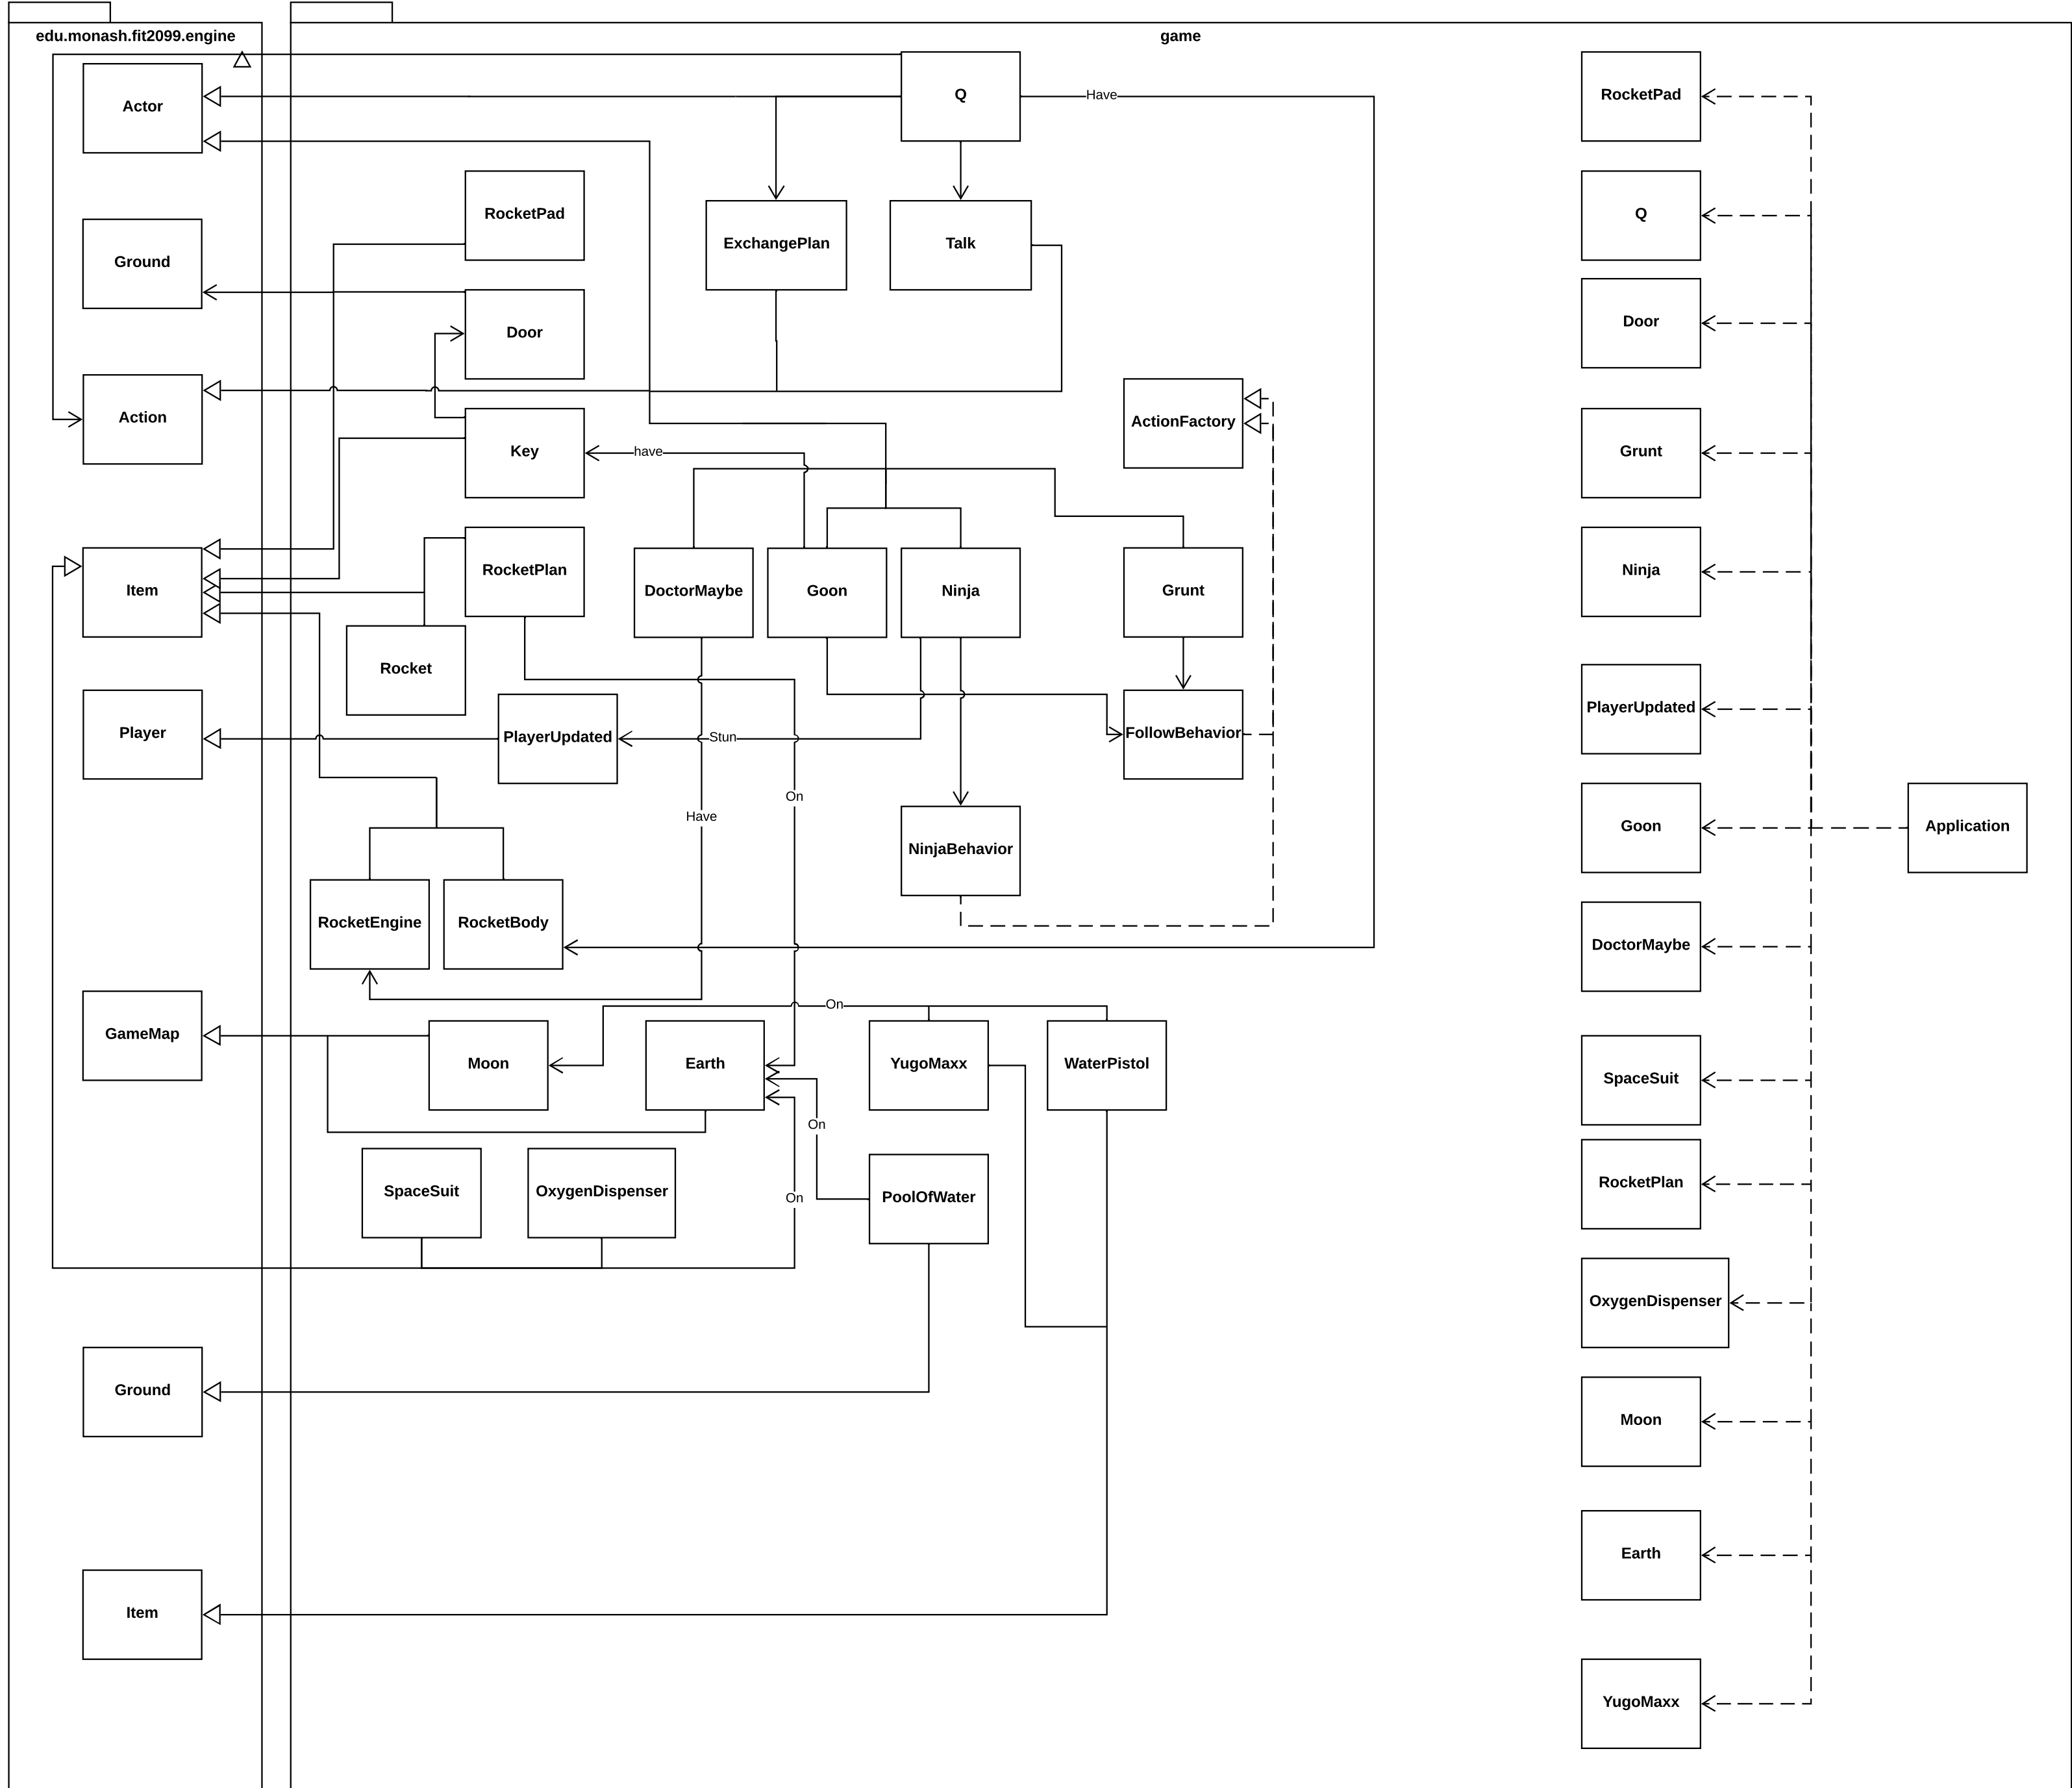 edu.monash.fit2099.engine
game
Actor
Q
Have
RocketPad
RocketPad
Q
Ground
ExchangePlan
Talk
Door
Door
Action
ActionFactory
Key
have
Grunt
Item
RocketPlan
DoctorMaybe
Goon
Ninja
Grunt
Ninja
Rocket
Player
PlayerUpdated
Stun
FollowBehavior
PlayerUpdated
On
Have
NinjaBehavior
Goon
Application
RocketEngine
RocketBody
DoctorMaybe
On
GameMap
Moon
Earth
YugoMaxx
WaterPistol
SpaceSuit
On
SpaceSuit
OxygenDispenser
On
PoolOfWater
RocketPlan
OxygenDispenser
Ground
Moon
Earth
Item
YugoMaxx